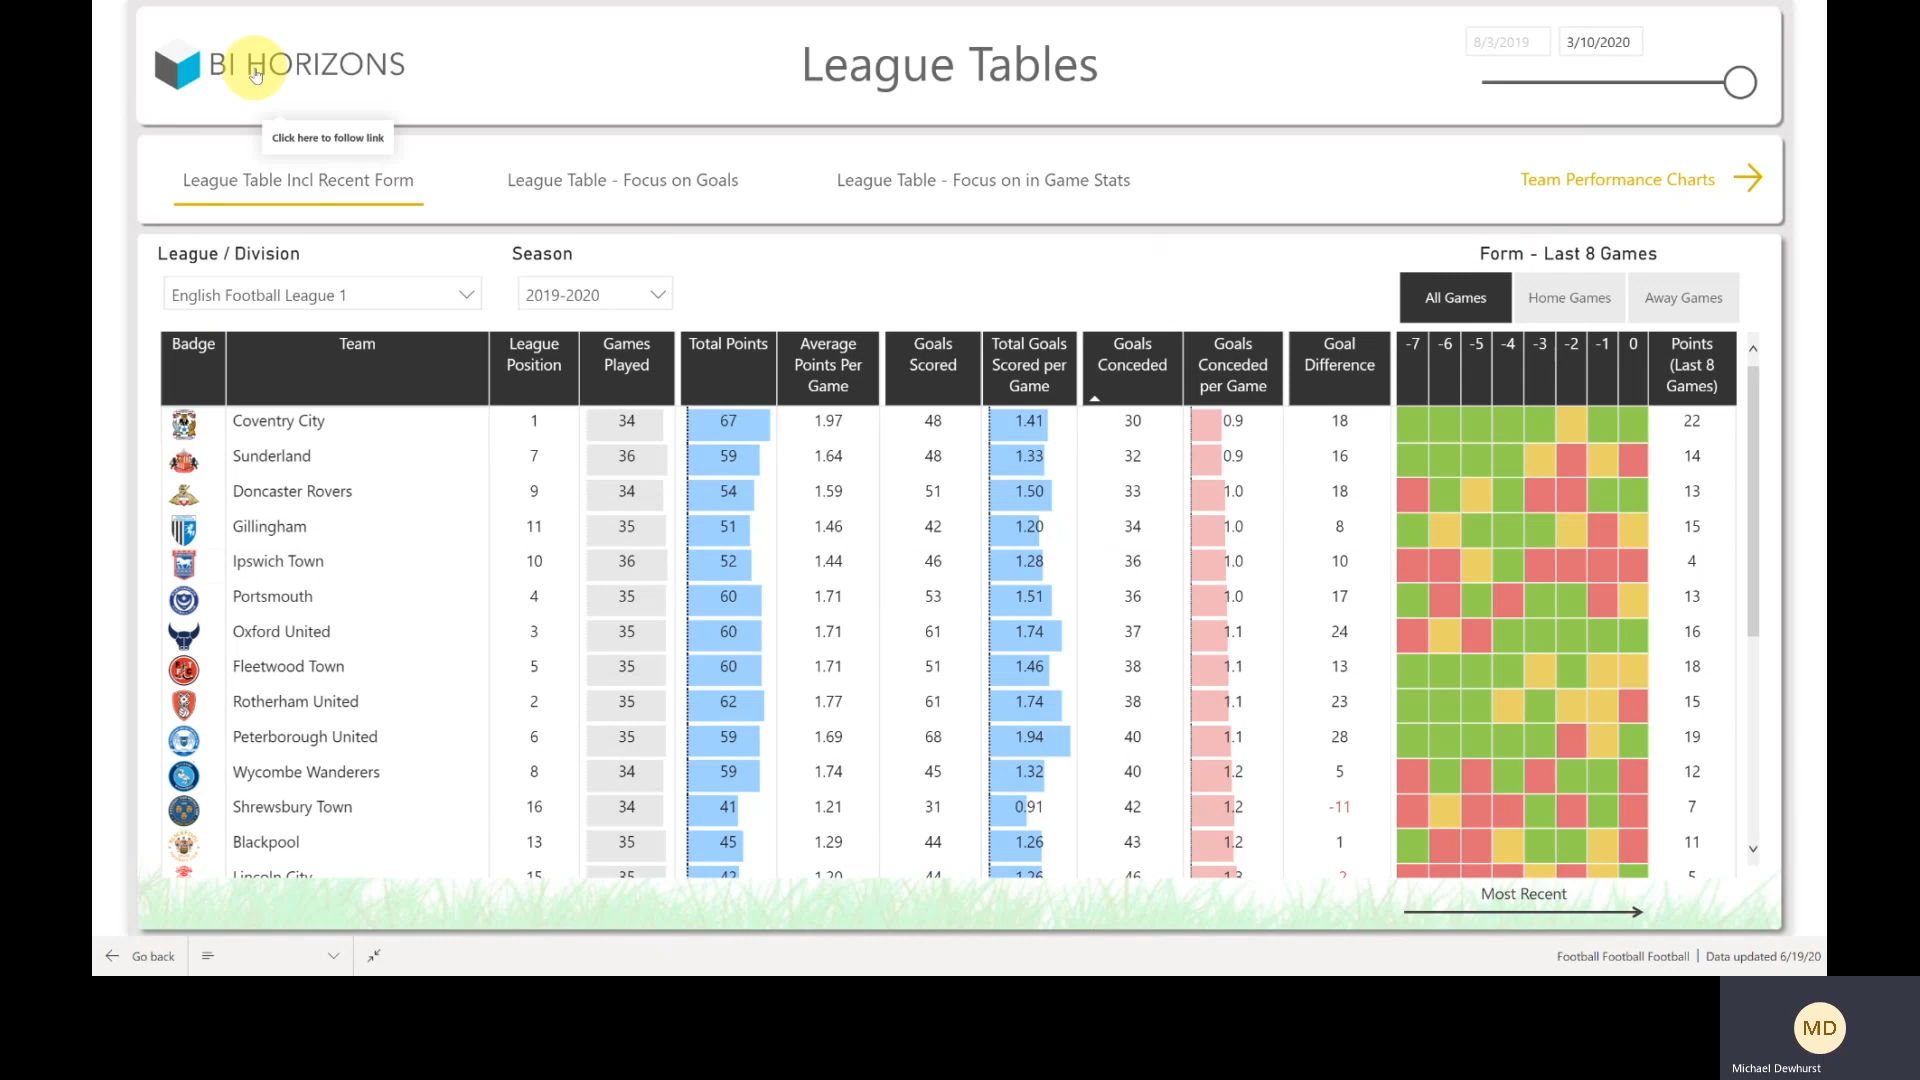 BI HORIZONS
League Tables
8/3/2019 3/10/2020
Click here to follow link
League Table Incl Recent Form League Table - Focus on Goals League Table - Focus on in Game Stats Team Performance Charts
League / Division Season Form - Last 8 Games
English Football League 1 2019-2020 All Games Home Games Away Games
Badge Team League Position Games Played Total Points Average Points Per Game Goals Scored Total Goals Scored per Game Goals Conceded Goals Conceded per Game Goal Difference -7 -6 -5 -4 -3 -2 -1 0 Points (Last 8 Games)
Coventry City 1 34 67 1.97 48 1.41 30 0.9 18 22
Sunderland 7 36 59 1.64 48 1.33 32 0.9 16 14
Doncaster Rovers 9 34 54 1.59 51 1.50 33 1.0 18 13
Gillingham 11 35 51 1.46 42 1.20 34 1.0 8 15
Ipswich Town 10 36 52 1.44 46 1.28 36 1.0 10 4
Portsmouth 4 35 60 1.71 53 1.51 36 1.0 17 13
Oxford United 3 35 60 1.71 61 1.74 37 1.1 24 16
Fleetwood Town 5 35 60 1.71 51 1.46 38 1.1 13 18
Rotherham United 2 35 62 1.77 61 1.74 38 1.1 23 15
Peterborough United 6 35 59 1.69 68 1.94 40 1.1 28 19
Wycombe Wanderers 8 34 59 1.74 45 1.32 40 1.2 5 12
Shrewsbury Town 16 34 41 1.21 31 0.91 42 1.2 -11 7
Blackpool 13 35 45 1.29 44 1.26 43 1.2 1 11
Lincoln City 15 35 42 1.20 44 1.26 46 1.3 5
Most Recent
Go back Football Football Football | Data updated 6/19/20
MD
Michael Dewhurst